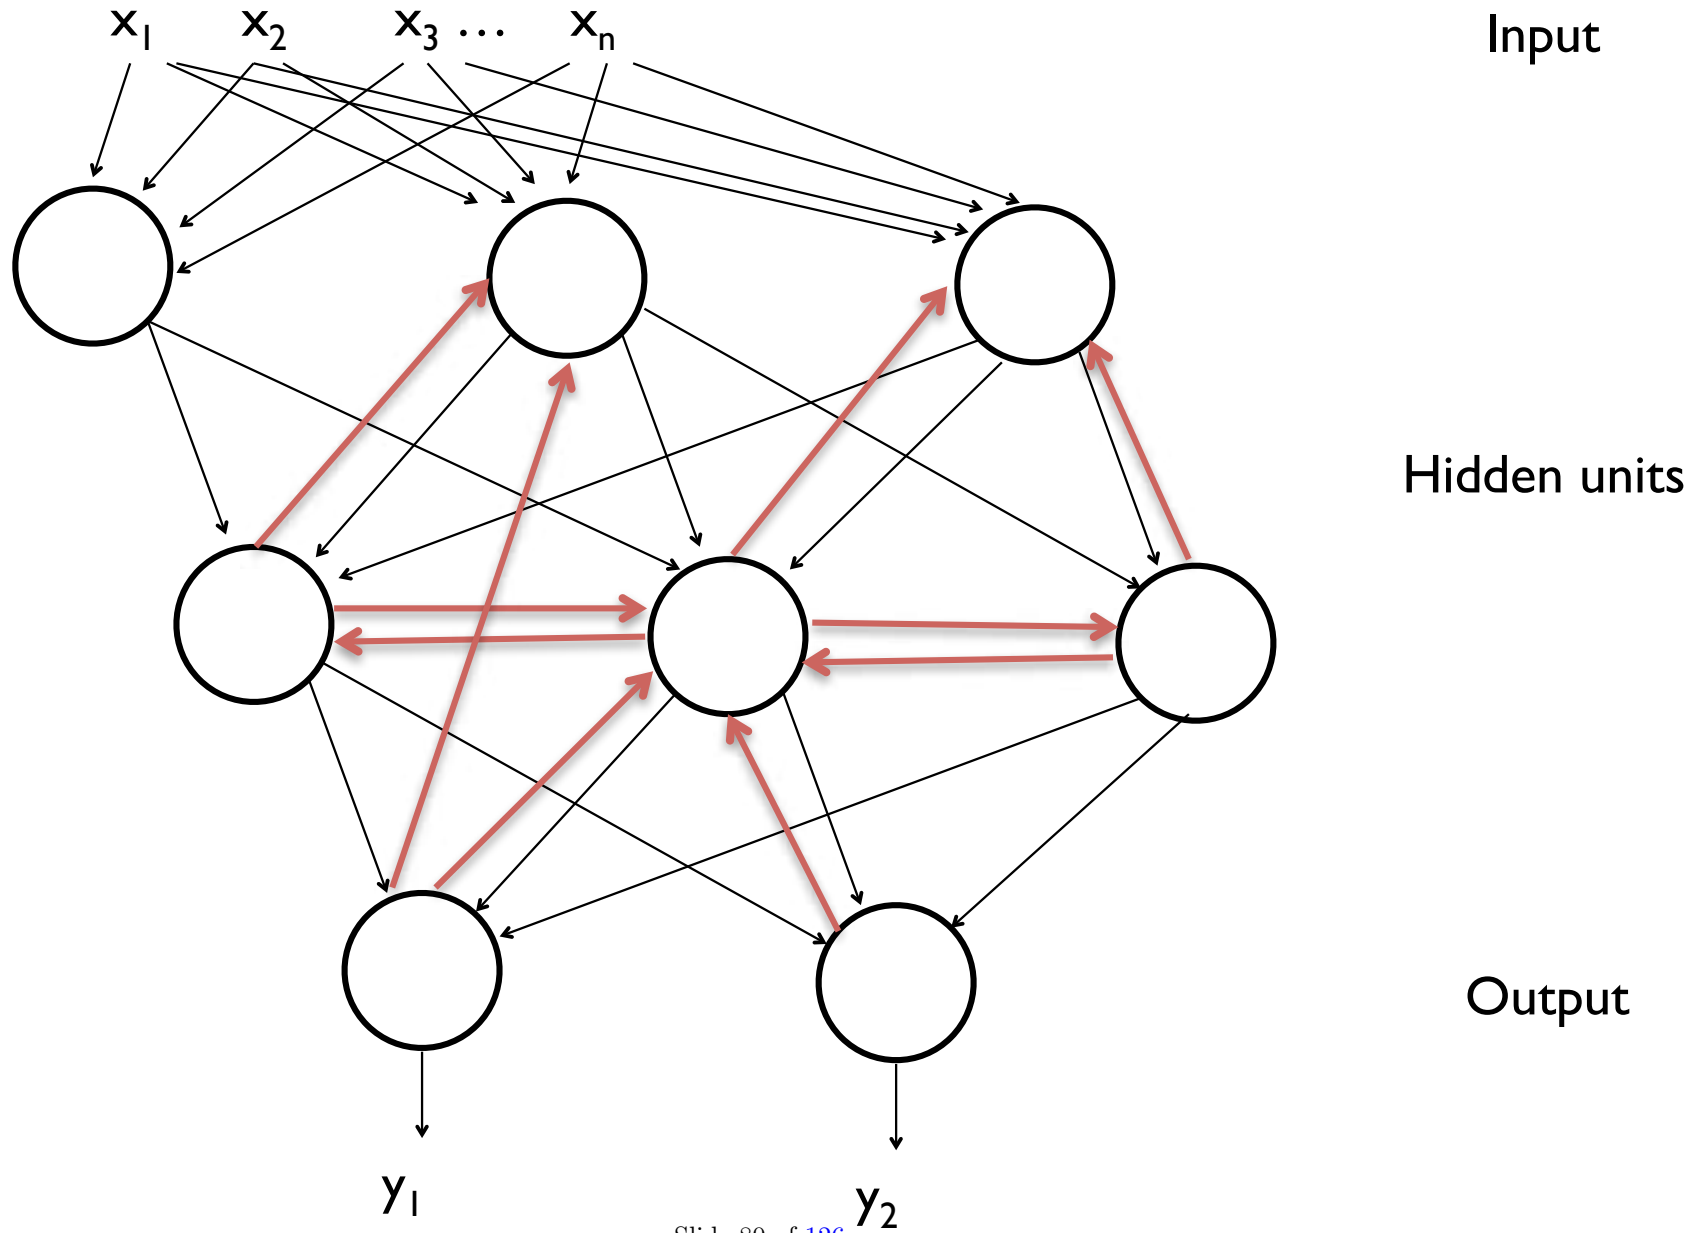 x1 x2 x3 ... xn Input
Hidden units
Output
y1 y2